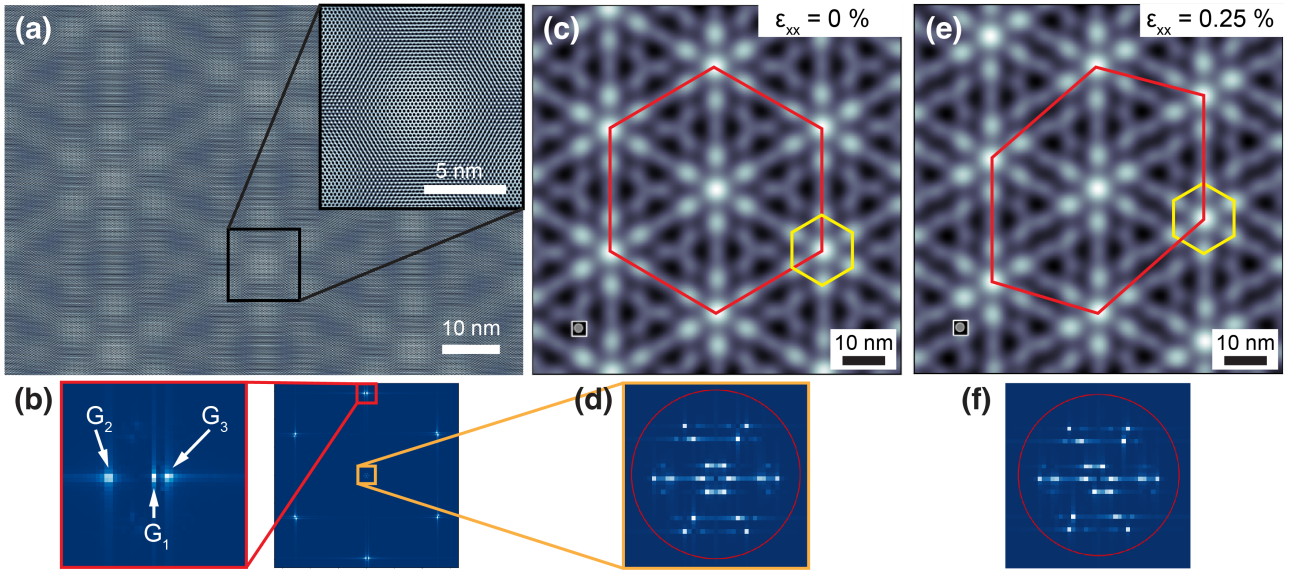 (a)
5 nm
10 nm
(b)
G2
G3
G1
(c)
εxx = 0 %
10 nm
(d)
(e)
εxx = 0.25 %
10 nm
(f)